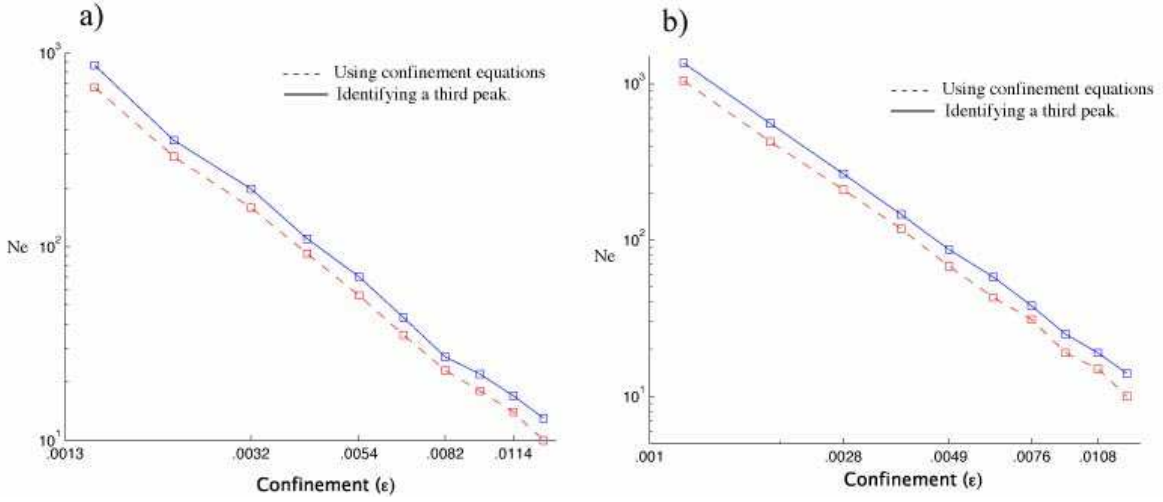 a)
10³
Using confinement equations
Identifying a third peak.
Ne
10²
10¹
.0013
.0032
.0054
.0082
.0114
Confinement (ε)
b)
10³
Using confinement equations
Identifying a third peak.
10²
Ne
10¹
.001
.0028
.0049
.0076
.0108
Confinement (ε)